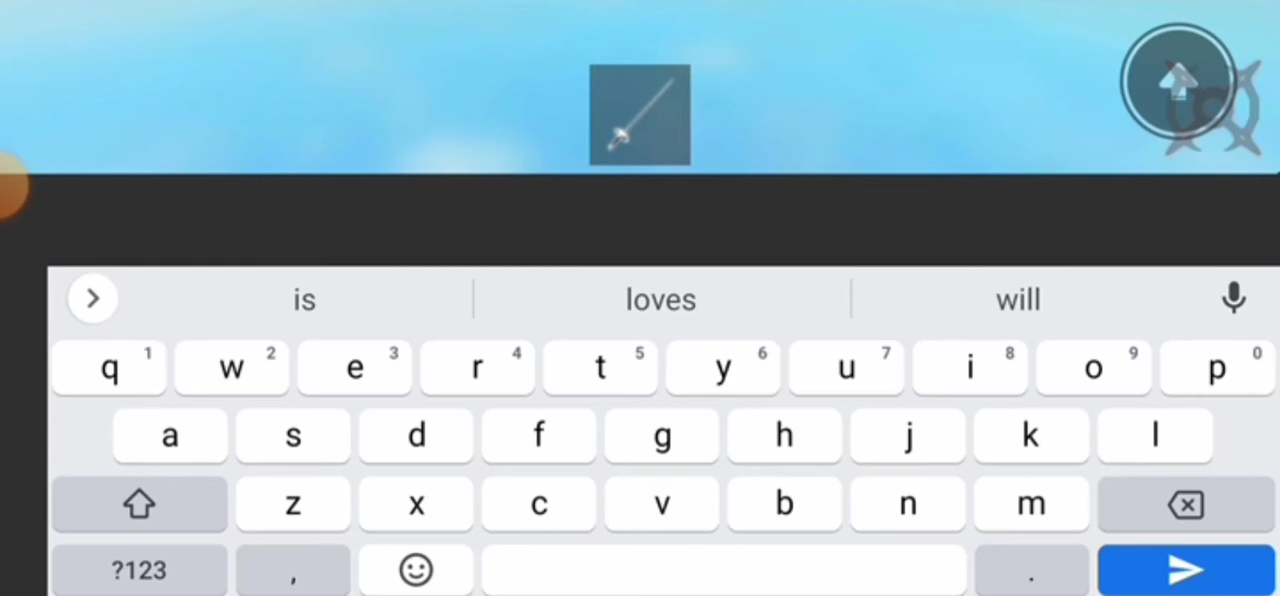 is loves will
q 1 w 2 e 3 r 4 t 5 y 6 u 7 i 8 o 9 p 0
a s d f g h j k l
z x c v b n m
?123 , .